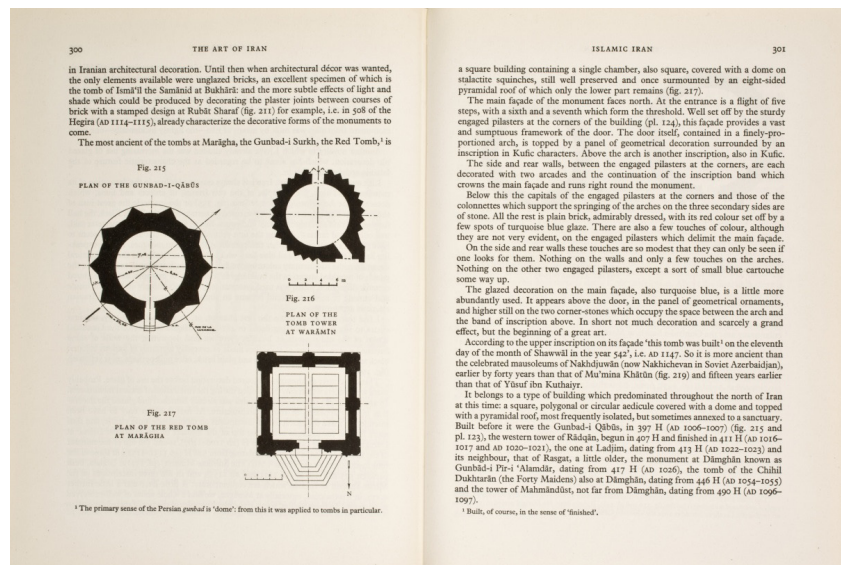 300
THE ART OF IRAN
in Iranian architectural decoration. Until then when architectural décor was wanted,
the only elements available were unglazed bricks, an excellent specimen of which is
the tomb of Ismā'īl the Samānid at Bukhārā: and the more subtle effects of light and
shade which could be produced by decorating the plaster joints between courses of
brick with a stamped design at Rubāt Sharaf (fig. 211) for example, i.e. in 508 of the
Hegira (AD 1114–1115), already characterize the decorative forms of the monuments to
come.
The most ancient of the tombs at Marāgha, the Gunbad-i Surkh, the Red Tomb,¹ is
Fig. 215
PLAN OF THE GUNBAD-I-QĀBŪS
Fig. 216
PLAN OF THE
TOMB TOWER
AT WARĀMĪN
Fig. 217
PLAN OF THE RED TOMB
AT MARĀGHA
N
¹ The primary sense of the Persian gunbad is 'dome': from this it was applied to tombs in particular.
ISLAMIC IRAN
301
a square building containing a single chamber, also square, covered with a dome on
stalactite squinches, still well preserved and once surmounted by an eight-sided
pyramidal roof of which only the lower part remains (fig. 217).
The main façade of the monument faces north. At the entrance is a flight of five
steps, with a sixth and a seventh which form the threshold. Well set off by the sturdy
engaged pilasters at the corners of the building (pl. 124), this façade provides a vast
and sumptuous framework of the door. The door itself, contained in a finely-pro-
portioned arch, is topped by a panel of geometrical decoration surrounded by an
inscription in Kufic characters. Above the arch is another inscription, also in Kufic.
The side and rear walls, between the engaged pilasters at the corners, are each
decorated with two arcades and the continuation of the inscription band which
crowns the main façade and runs right round the monument.
Below this the capitals of the engaged pilasters at the corners and those of the
colonnettes which support the springing of the arches on the three secondary sides are
of stone. All the rest is plain brick, admirably dressed, with its red colour set off by a
few spots of turquoise blue glaze. There are also a few touches of colour, although
they are not very evident, on the engaged pilasters which delimit the main façade.
On the side and rear walls these touches are so modest that they can only be seen if
one looks for them. Nothing on the walls and only a few touches on the arches.
Nothing on the other two engaged pilasters, except a sort of small blue cartouche
some way up.
The glazed decoration on the main façade, also turquoise blue, is a little more
abundantly used. It appears above the door, in the panel of geometrical ornaments,
and higher still on the two corner-stones which occupy the space between the arch and
the band of inscription above. In short not much decoration and scarcely a grand
effect, but the beginning of a great art.
According to the upper inscription on its façade 'this tomb was built¹ on the eleventh
day of the month of Shawwāl in the year 542', i.e. AD 1147. So it is more ancient than
the celebrated mausoleums of Nakhdjuwān (now Nakhichevan in Soviet Azerbaidjan),
earlier by forty years than that of Mu'mina Khātūn (fig. 219) and fifteen years earlier
than that of Yūsuf ibn Kuthaiyr.
It belongs to a type of building which predominated throughout the north of Iran
at this time: a square, polygonal or circular aedicule covered with a dome and topped
with a pyramidal roof, most frequently isolated, but sometimes annexed to a sanctuary.
Built before it were the Gunbad-i Qābūs, in 397 H (AD 1006–1007) (fig. 215 and
pl. 123), the western tower of Rādqān, begun in 407 H and finished in 411 H (AD 1016–
1017 and AD 1020–1021), the one at Ladjim, dating from 413 H (AD 1022–1023) and
its neighbour, that of Rasgat, a little older, the monument at Dāmghān known as
Gunbād-i Pīr-i 'Alamdār, dating from 417 H (AD 1026), the tomb of the Chihil
Dukhtarān (the Forty Maidens) also at Dāmghān, dating from 446 H (AD 1054–1055)
and the tower of Mahmāndūst, not far from Dāmghān, dating from 490 H (AD 1096–
1097).
¹ Built, of course, in the sense of 'finished'.